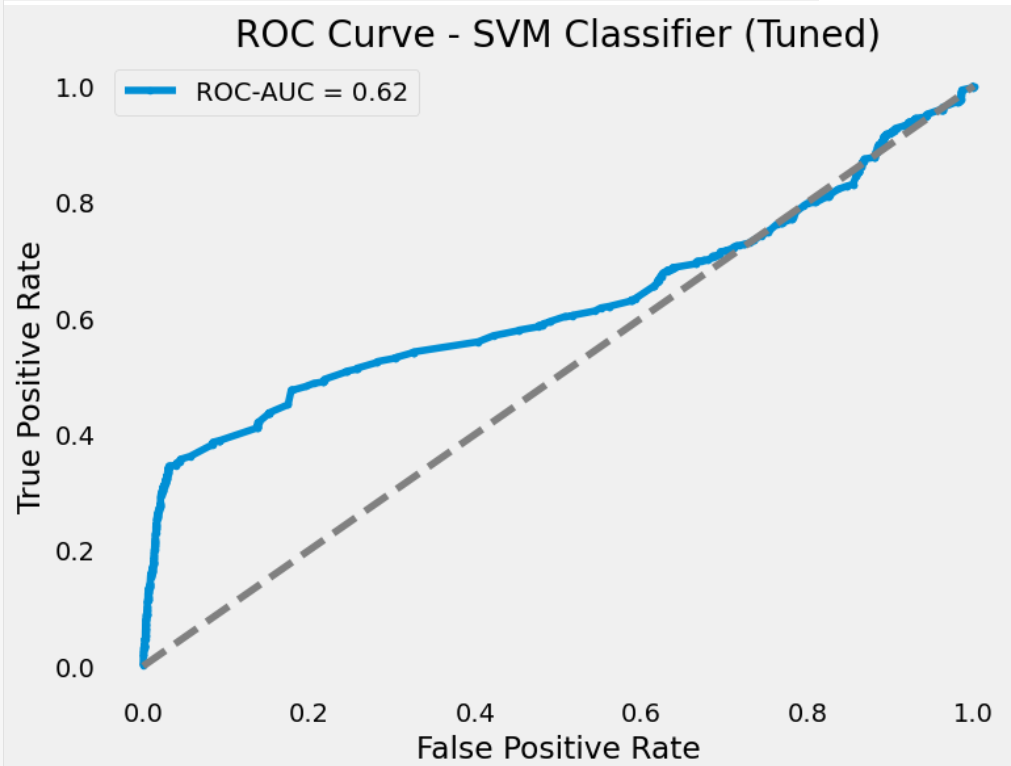 ROC Curve - SVM Classifier (Tuned)
ROC-AUC = 0.62
True Positive Rate
1.0
0.8
0.6
0.4
0.2
0.0
0.0 0.2 0.4 0.6 0.8 1.0
False Positive Rate